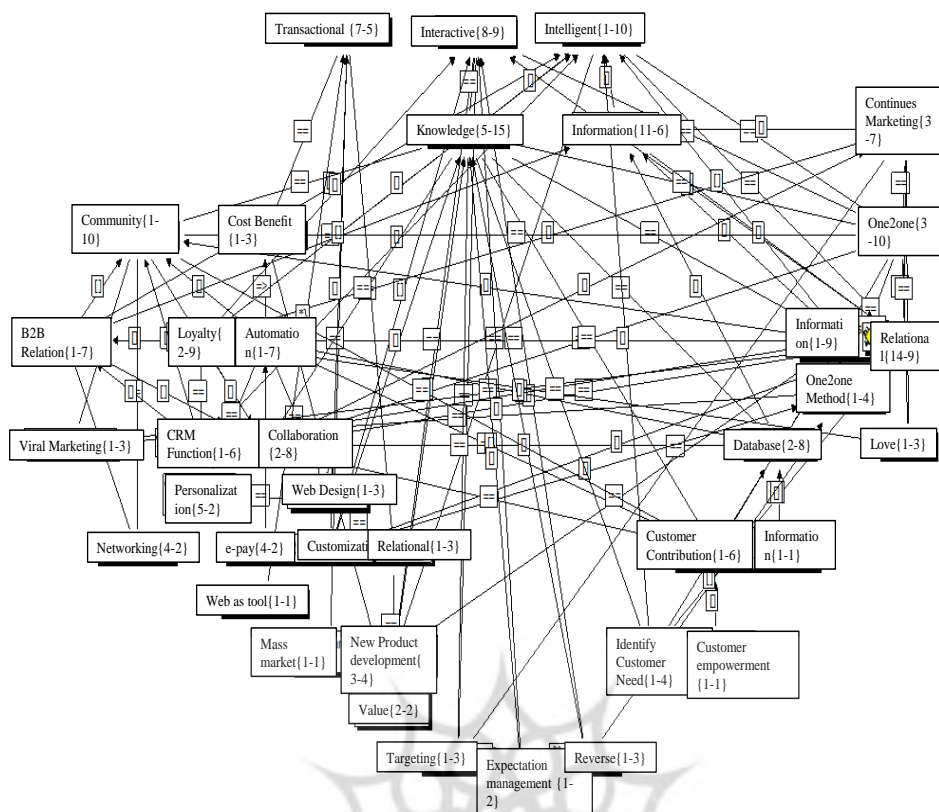 Transactional {7-5}
Interactive{8-9}
Intelligent{1-10}
Continues
Marketing{3
-7}
Knowledge{5-15}
Information{11-6}
Community{1-
10}
Cost Benefit
{1-3}
One2one{3
-10}
B2B
Relation{1-7}
Loyalty{
2-9}
Automation
n{1-7}
Informati
on{1-9}
Relationa
l{14-9}
One2one
Method{1-4}
Viral Marketing{1-3}
CRM
Function{1-6}
Collaboration
{2-8}
Database{2-8}
Love{1-3}
Personalizat
ion{5-2}
Web Design{1-3}
Networking{4-2}
e-pay{4-2}
Customizati
Relational{1-3}
Customer
Contribution{1-6}
Informatio
n{1-1}
Web as tool{1-1}
Mass
market{1-1}
New Product
development{
3-4}
Identify
Customer
Need{1-4}
Customer
empowerment
{1-1}
Value{2-2}
Targeting{1-3}
Expectation
management {1-
2}
Reverse{1-3}